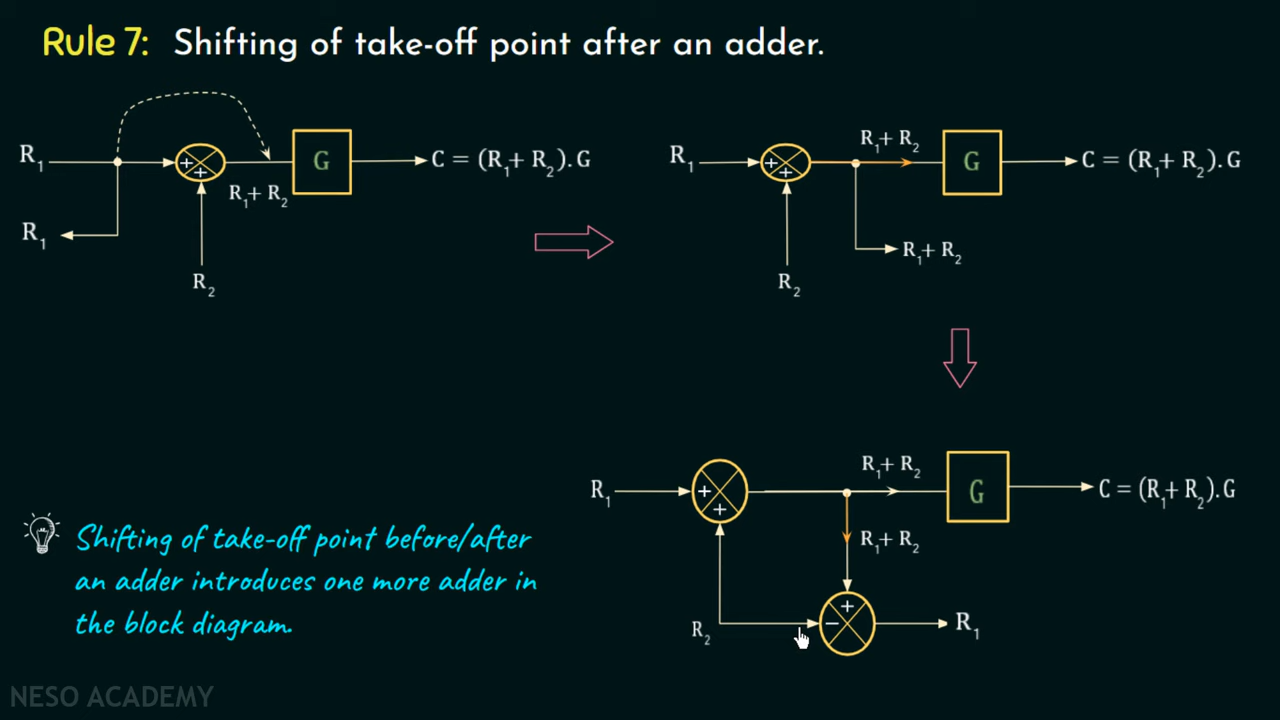 Rule 7: Shifting of take-off point after an adder.
R₁
+
+
R₁+ R₂
G
C = (R₁+ R₂).G
R₁
R₂
R₁
+
+
R₁+ R₂
G
C = (R₁+ R₂).G
R₁+ R₂
R₂
R₁
+
+
R₁+ R₂
G
C = (R₁+ R₂).G
R₁+ R₂
+
−
R₂
R₁
Shifting of take-off point before/after
an adder introduces one more adder in
the block diagram.
NESO ACADEMY